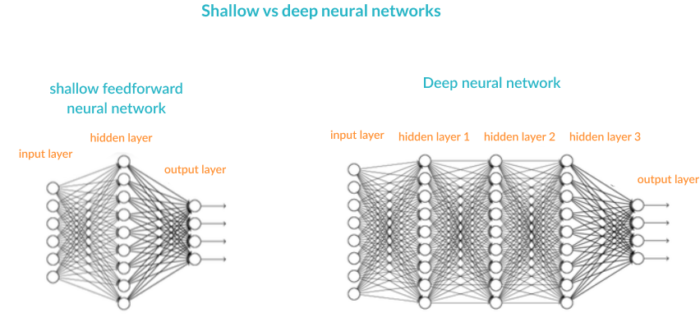 Shallow vs deep neural networks
shallow feedforward
neural network
hidden layer
input layer
output layer
Deep neural network
input layer
hidden layer 1
hidden layer 2
hidden layer 3
output layer